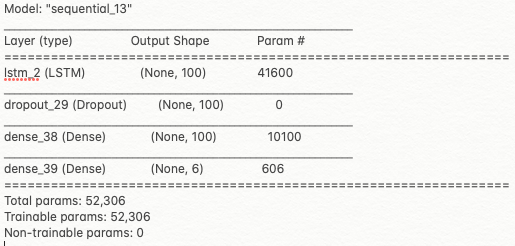 Model: "sequential_13"
_________________________________________________________________
Layer (type) Output Shape Param #
=================================================================
lstm_2 (LSTM) (None, 100) 41600
_________________________________________________________________
dropout_29 (Dropout) (None, 100) 0
_________________________________________________________________
dense_38 (Dense) (None, 100) 10100
_________________________________________________________________
dense_39 (Dense) (None, 6) 606
=================================================================
Total params: 52,306
Trainable params: 52,306
Non-trainable params: 0